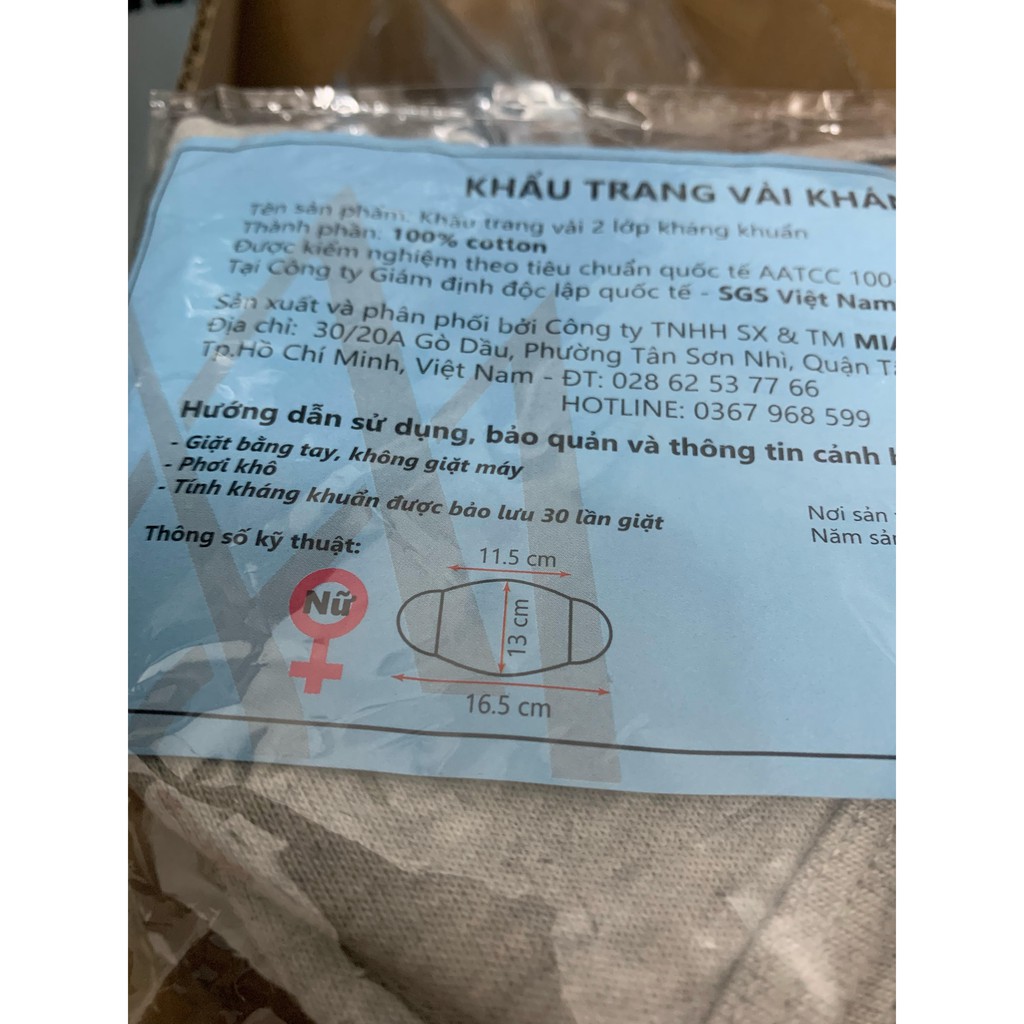 KHẨU TRANG VẢI KHÁN
Tên sản phẩm: Khẩu trang vải 2 lớp kháng khuẩn
Thành phần: 100% cotton
Được kiểm nghiệm theo tiêu chuẩn quốc tế AATCC 100-
Tại Công ty Giám định độc lập quốc tế - SGS Việt Nam
Sản xuất và phân phối bởi Công ty TNHH SX & TM
Địa chỉ: 30/20A Gò Dầu, Phường Tân Sơn Nhì, Quận
Tp.Hồ Chí Minh, Việt Nam - ĐT: 028 62 53 77 66
HOTLINE: 0367 968 599
Hướng dẫn sử dụng, bảo quản và thông tin cảnh
- Giặt bằng tay, không giặt máy
- Phơi khô
- Tính kháng khuẩn được bảo lưu 30 lần giặt
Nơi sản
Năm sản
Thông số kỹ thuật:
11.5 cm
Nữ
13 cm
16.5 cm